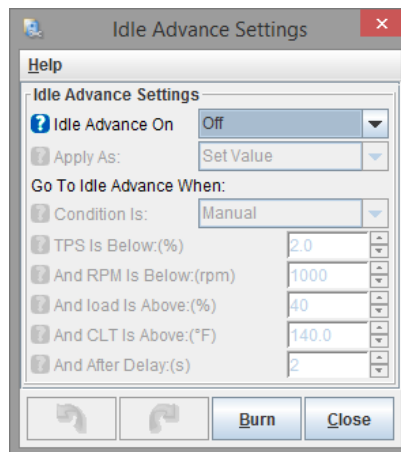 Idle Advance Settings
×
Help
Idle Advance Settings
? Idle Advance On Off
? Apply As: Set Value
Go To Idle Advance When:
? Condition Is: Manual
? TPS Is Below:(%) 2.0
? And RPM Is Below:(rpm) 1000
? And load Is Above:(%) 40
? And CLT Is Above:(°F) 140.0
? And After Delay:(s) 2
Burn Close